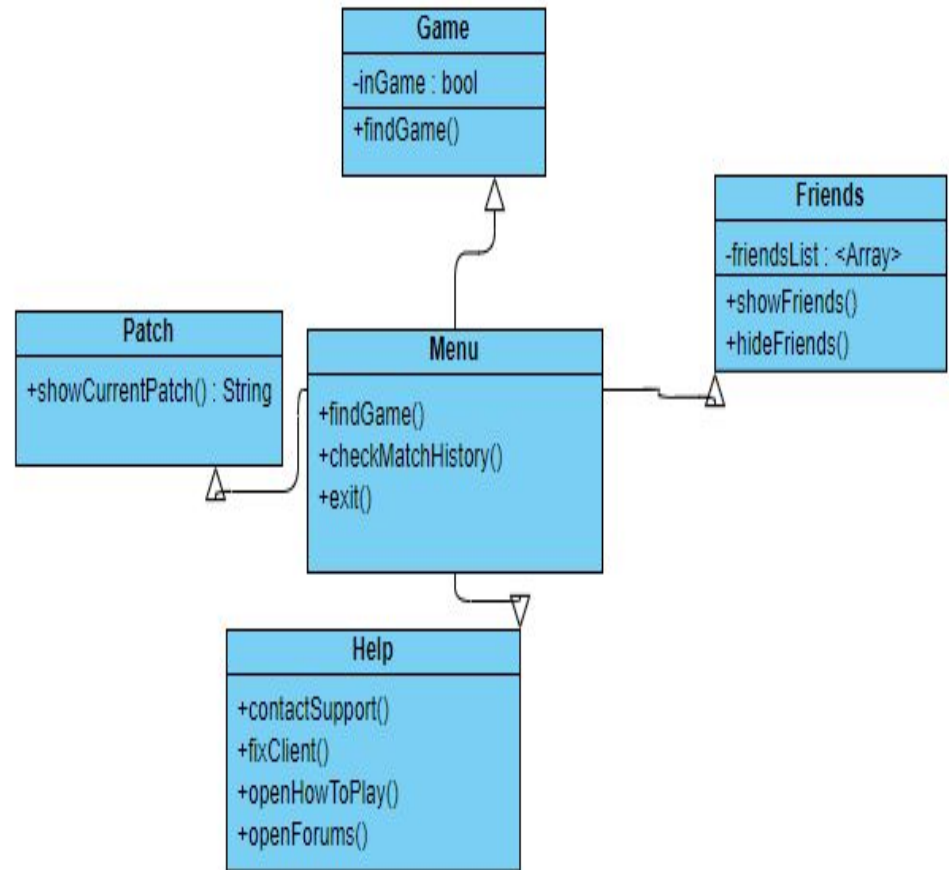 Game
-inGame : bool
+findGame()
Friends
-friendsList : <Array>
+showFriends()
+hideFriends()
Patch
+showCurrentPatch() : String
Menu
+findGame()
+checkMatchHistory()
+exit()
Help
+contactSupport()
+fixClient()
+openHowToPlay()
+openForums()